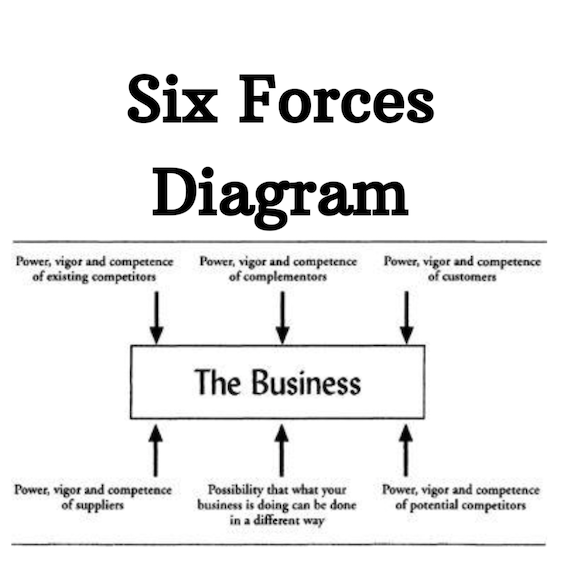 Six Forces
Diagram
Power, vigor and competence
of existing competitors
Power, vigor and competence
of complementors
Power, vigor and competence
of customers
The Business
Power, vigor and competence
of suppliers
Possibility that what your
business is doing can be done
in a different way
Power, vigor and competence
of potential competitors